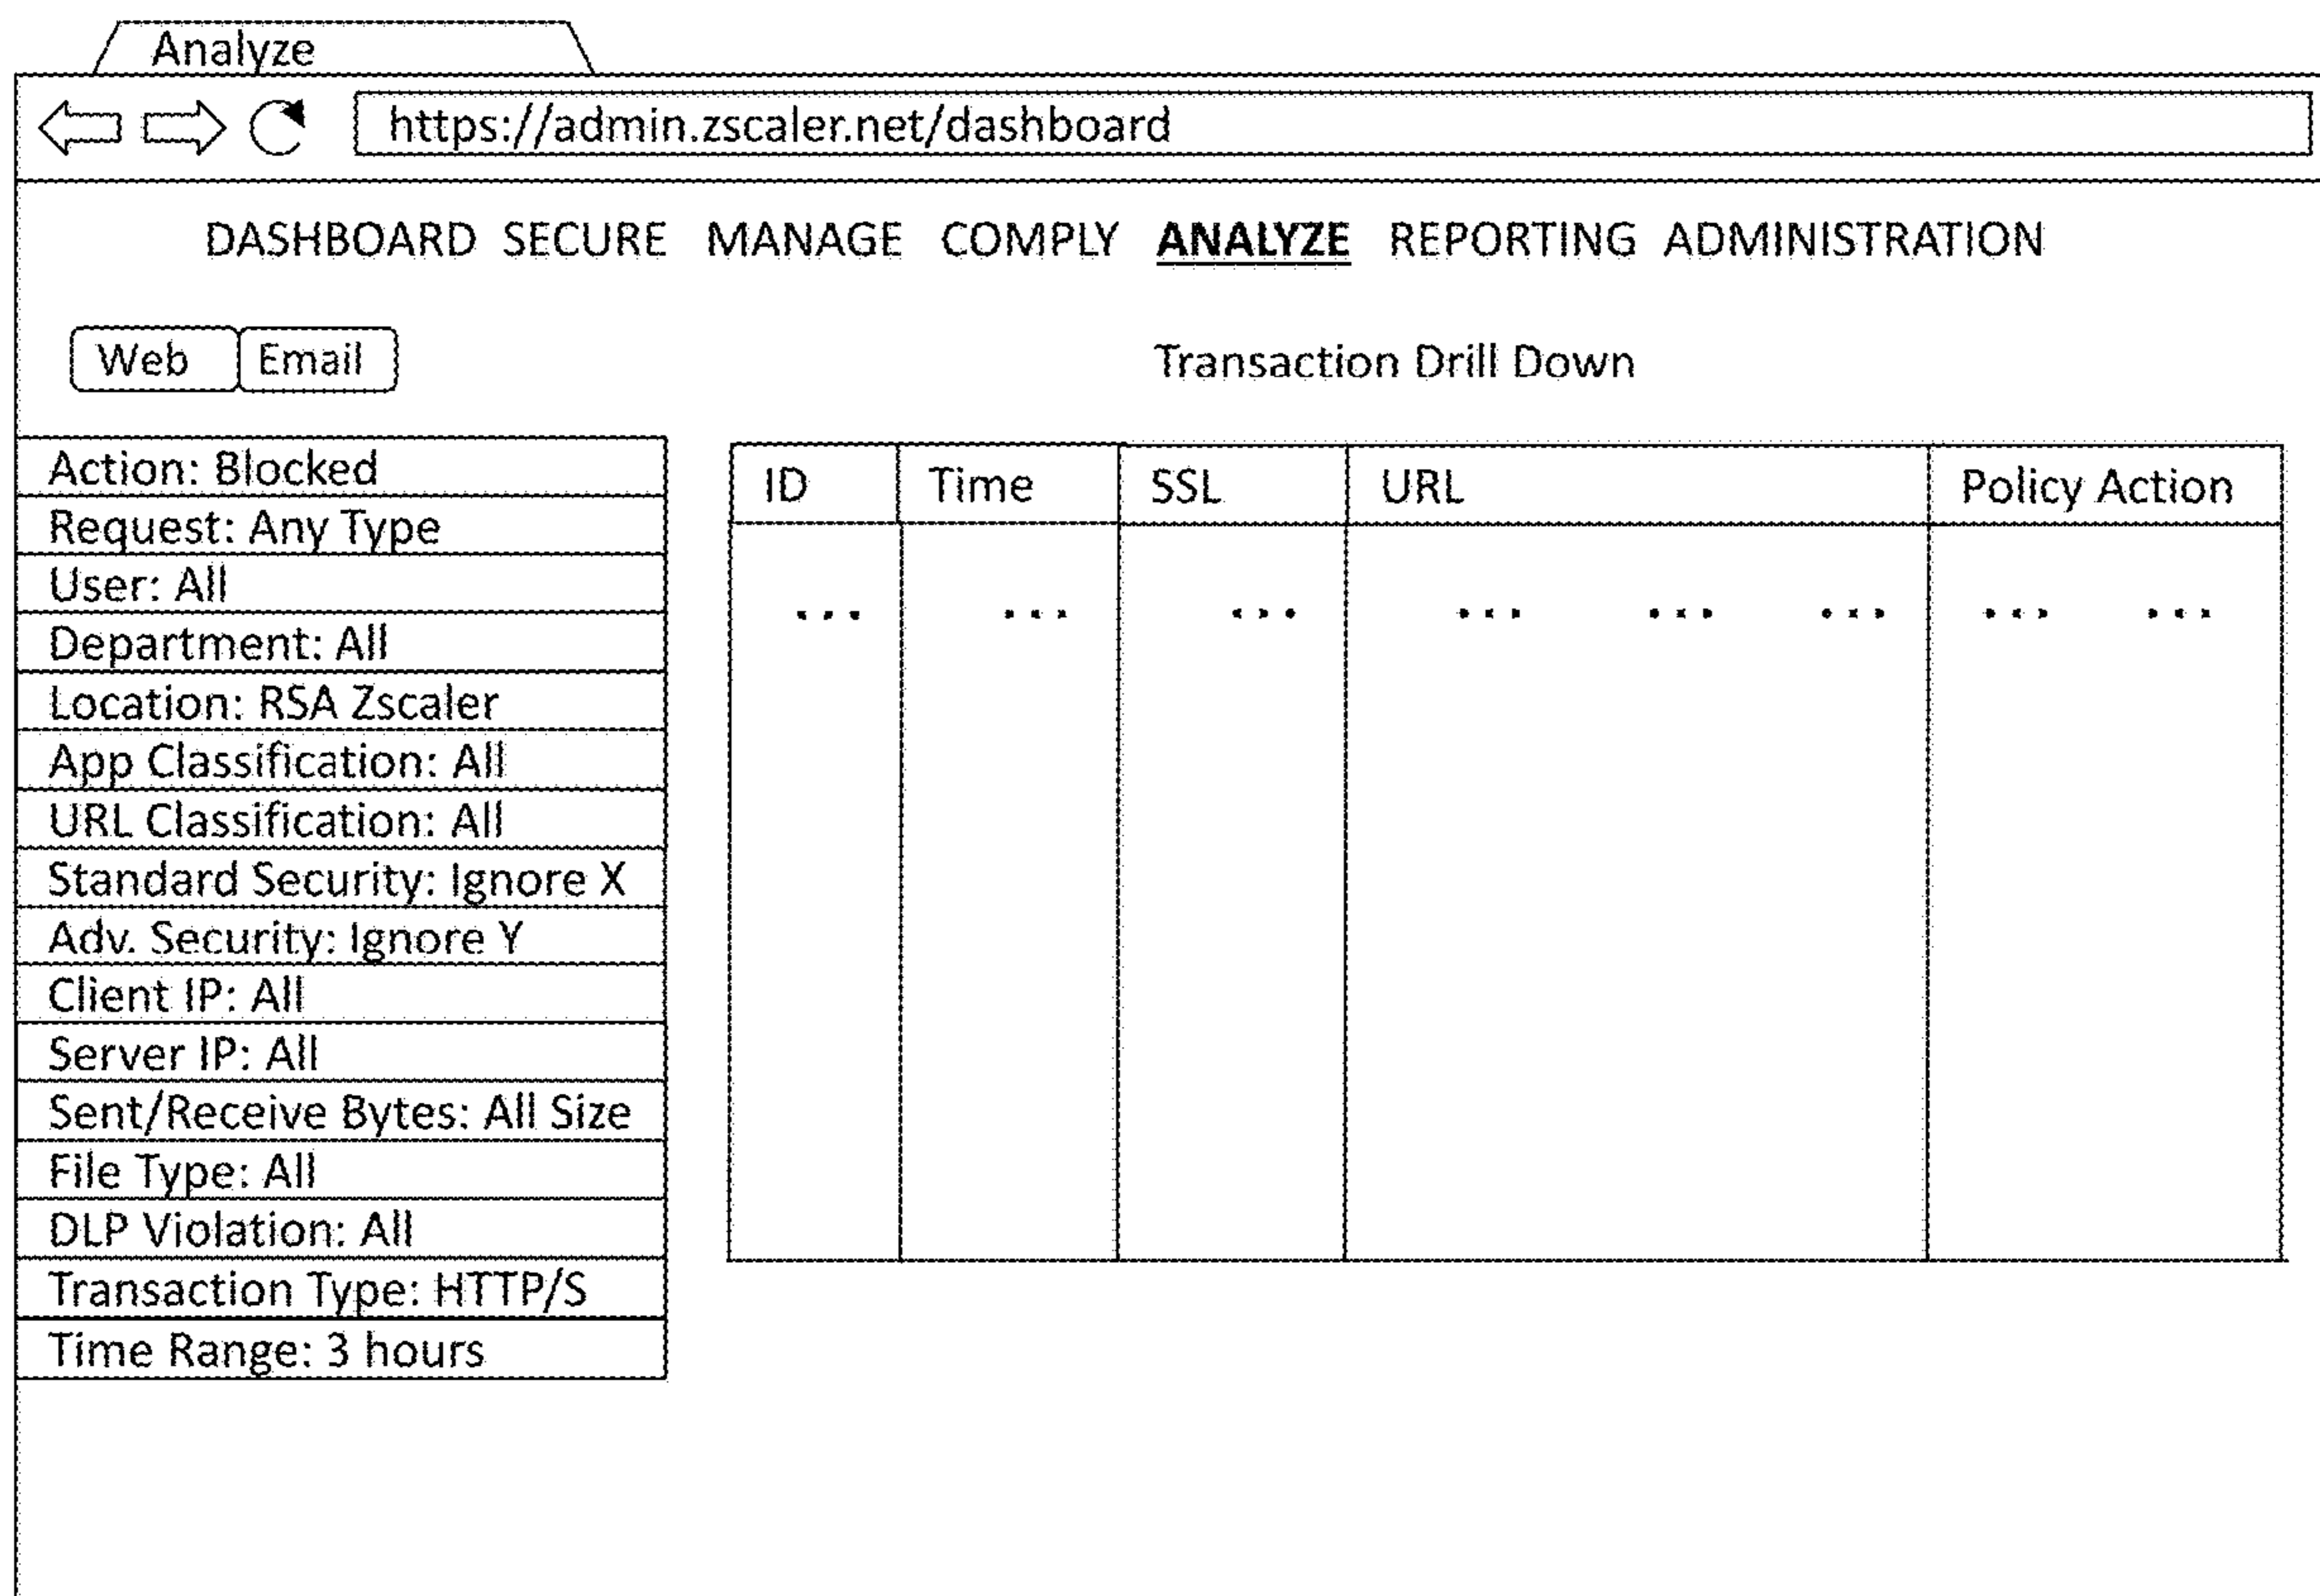 Analyze
https://admin.zscaler.net/dashboard
DASHBOARD SECURE MANAGE COMPLY ANALYZE REPORTING ADMINISTRATION
Web Email
Transaction Drill Down
Action: Blocked
Request: Any Type
User: All
Department: All
Location: RSA Zscaler
App Classification: All
URL Classification: All
Standard Security: Ignore X
Adv. Security: Ignore Y
Client IP: All
Server IP: All
Sent/Receive Bytes: All Size
File Type: All
DLP Violation: All
Transaction Type: HTTP/S
Time Range: 3 hours
ID Time SSL URL Policy Action
... ... ... ... ... ... ... ...